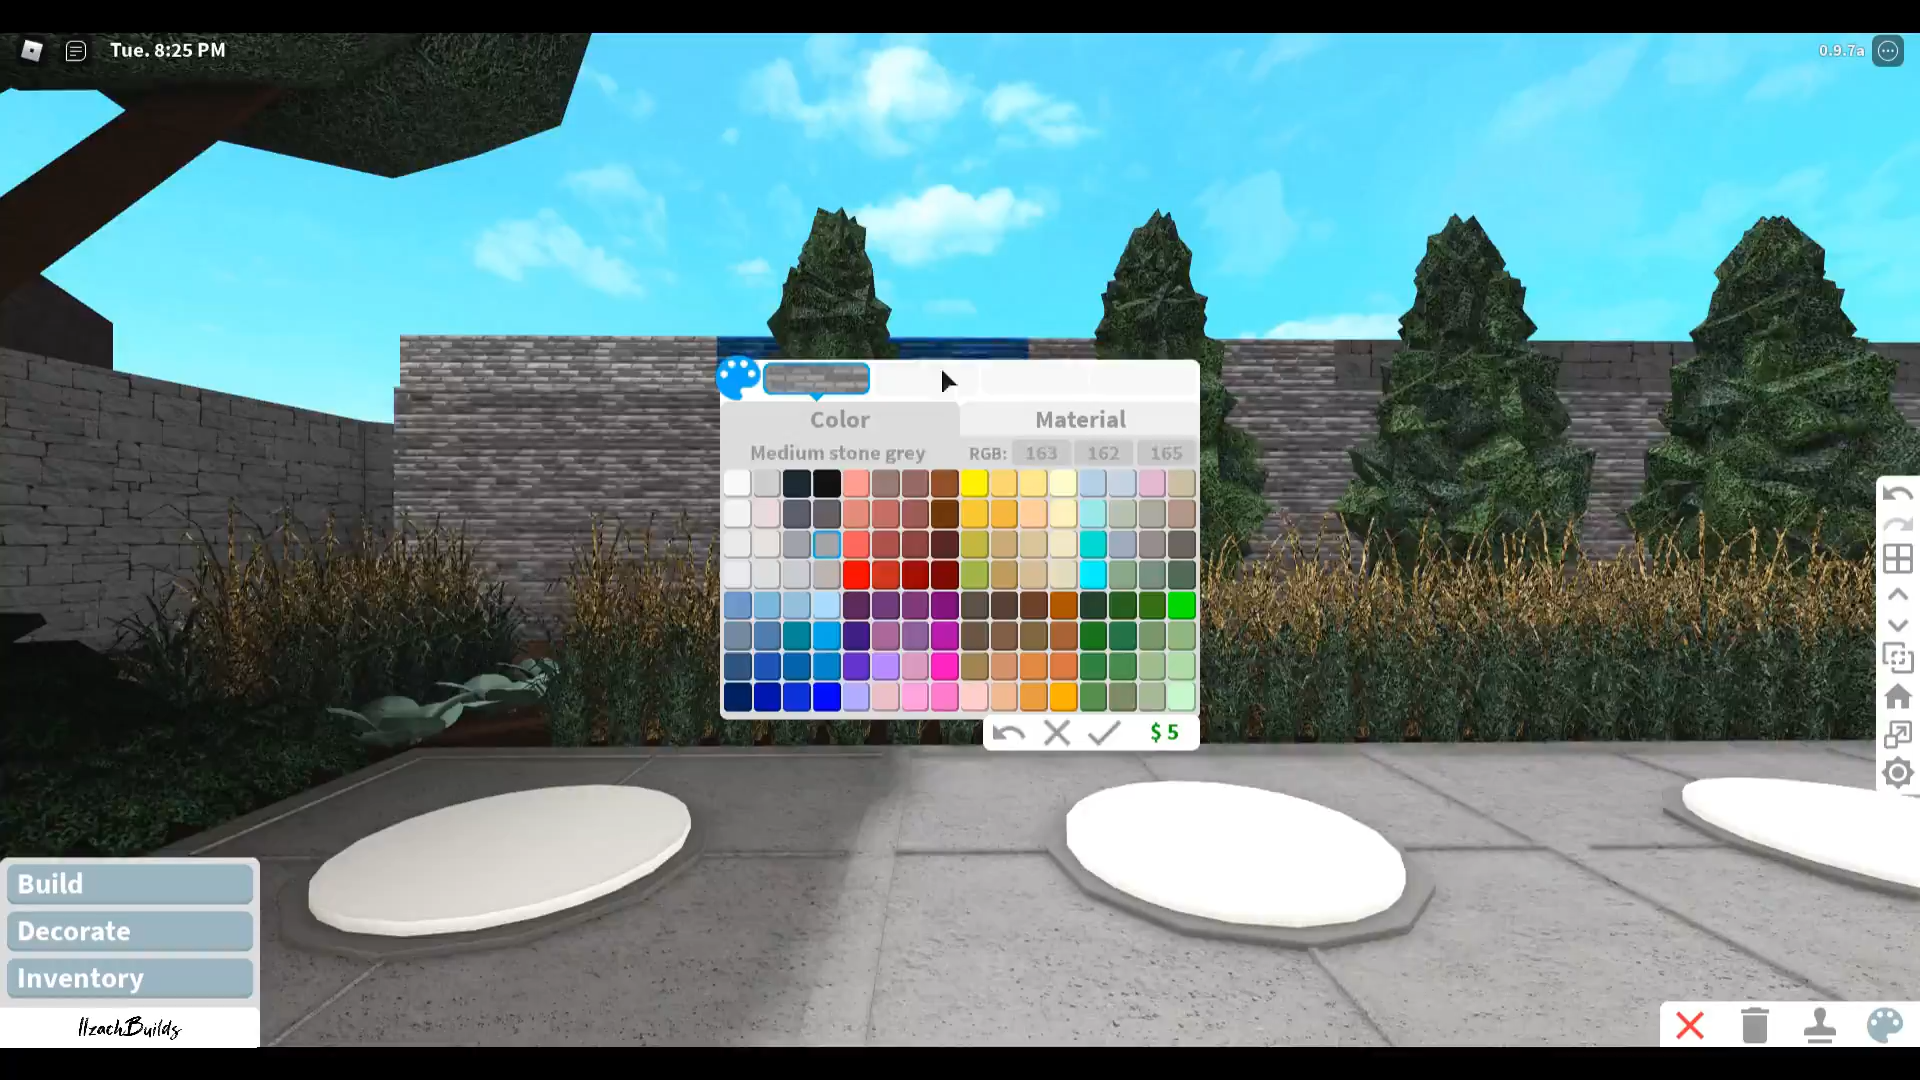 Tue. 8:25 PM
0.9.7a
Color
Material
Medium stone grey
RGB: 163 162 165
$ 5
Build
Decorate
Inventory
IIzachBuilds